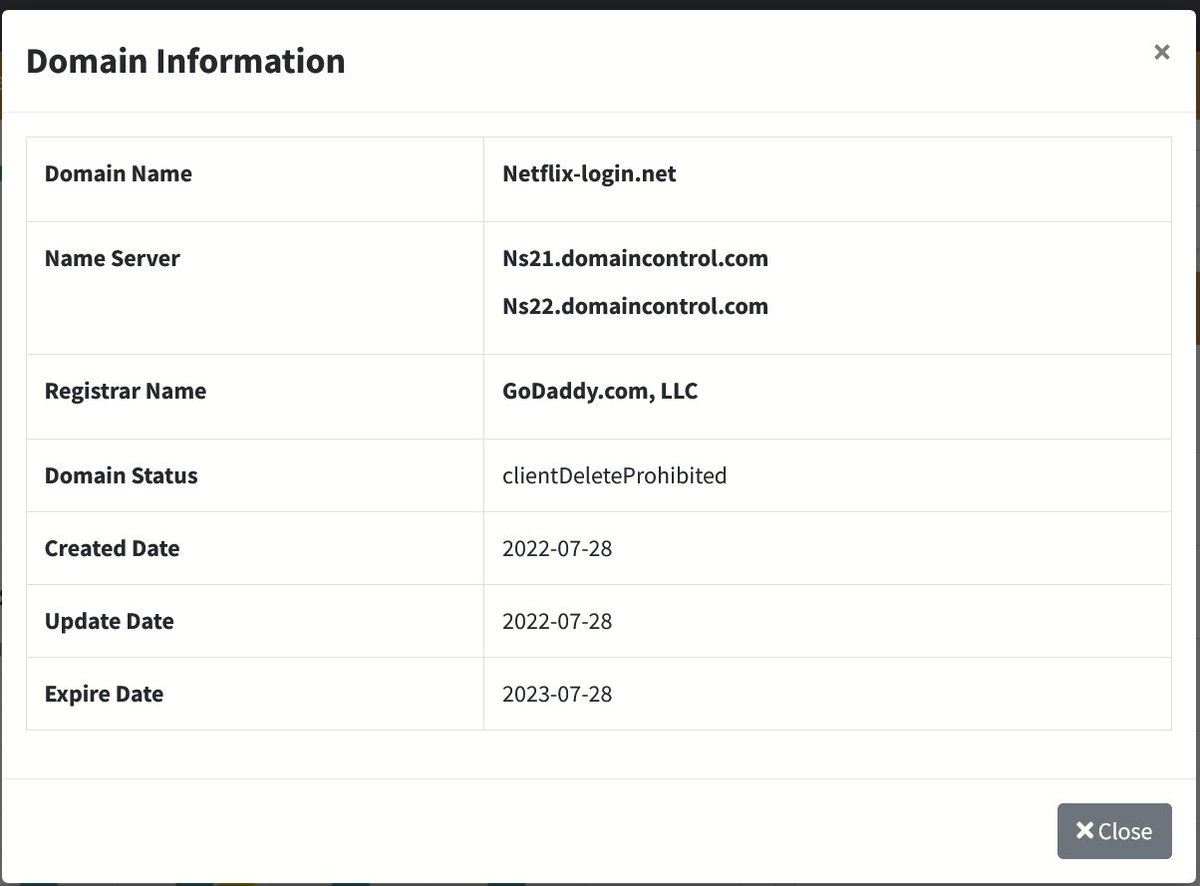 Domain Information
×
Domain Name
Netflix-login.net
Name Server
Ns21.domaincontrol.com
Ns22.domaincontrol.com
Registrar Name
GoDaddy.com, LLC
Domain Status
clientDeleteProhibited
Created Date
2022-07-28
Update Date
2022-07-28
Expire Date
2023-07-28
✕ Close